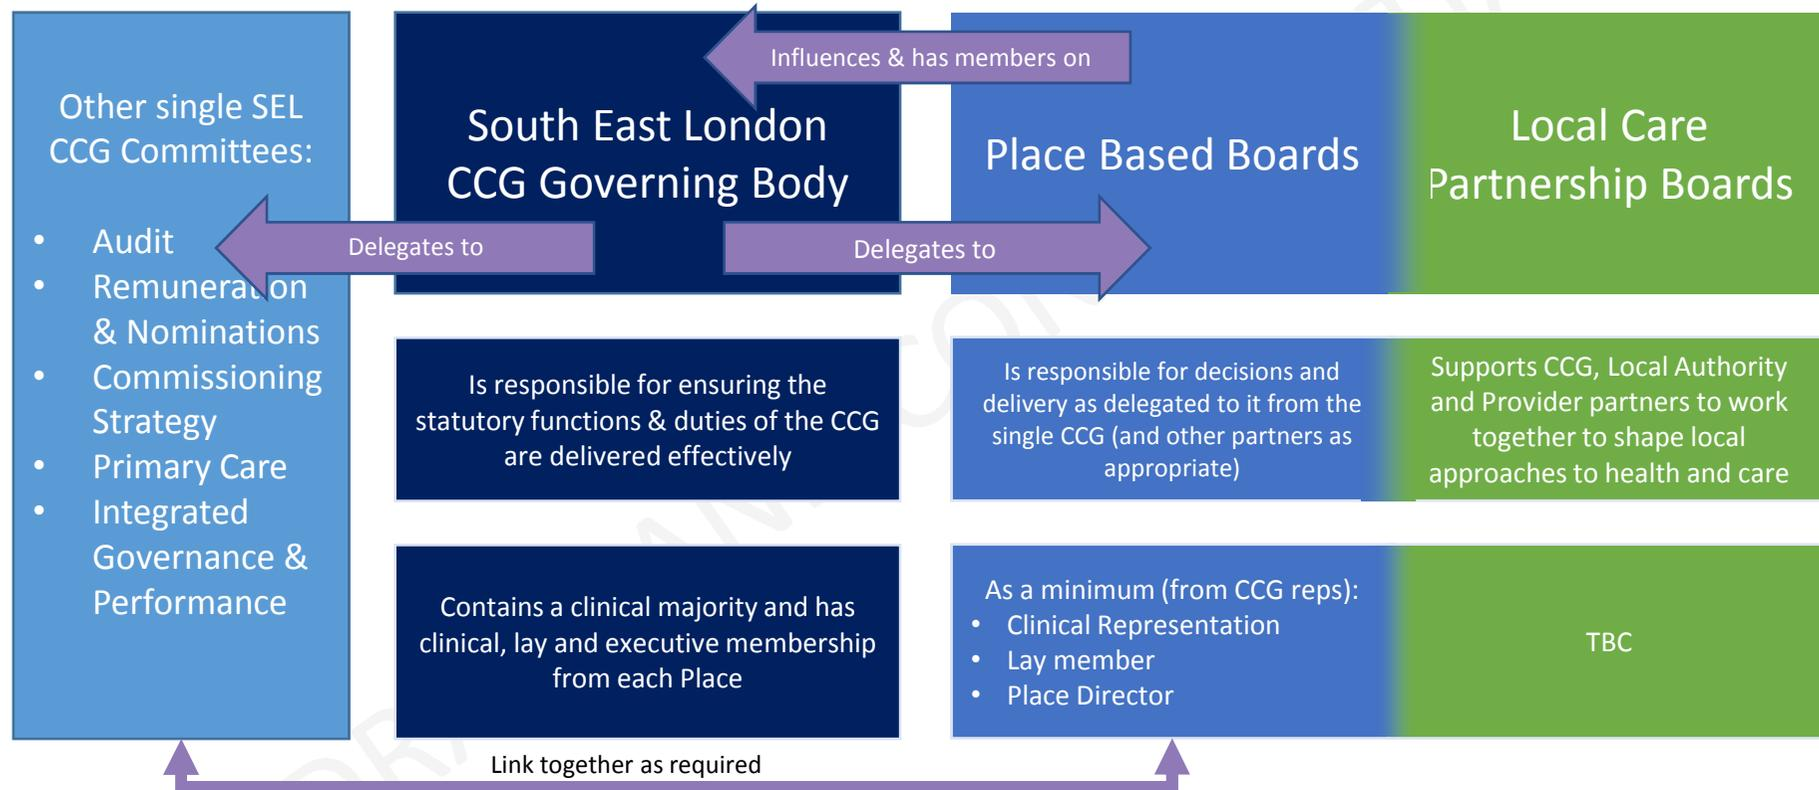 Other single SEL
CCG Committees:
• Audit
• Remuneration
& Nominations
• Commissioning
Strategy
• Primary Care
• Integrated
Governance &
Performance
Influences & has members on
South East London
CCG Governing Body
Delegates to
Delegates to
Place Based Boards
Local Care
Partnership Boards
Is responsible for ensuring the
statutory functions & duties of the CCG
are delivered effectively
Is responsible for decisions and
delivery as delegated to it from the
single CCG (and other partners as
appropriate)
Supports CCG, Local Authority
and Provider partners to work
together to shape local
approaches to health and care
Contains a clinical majority and has
clinical, lay and executive membership
from each Place
As a minimum (from CCG reps):
• Clinical Representation
• Lay member
• Place Director
TBC
Link together as required